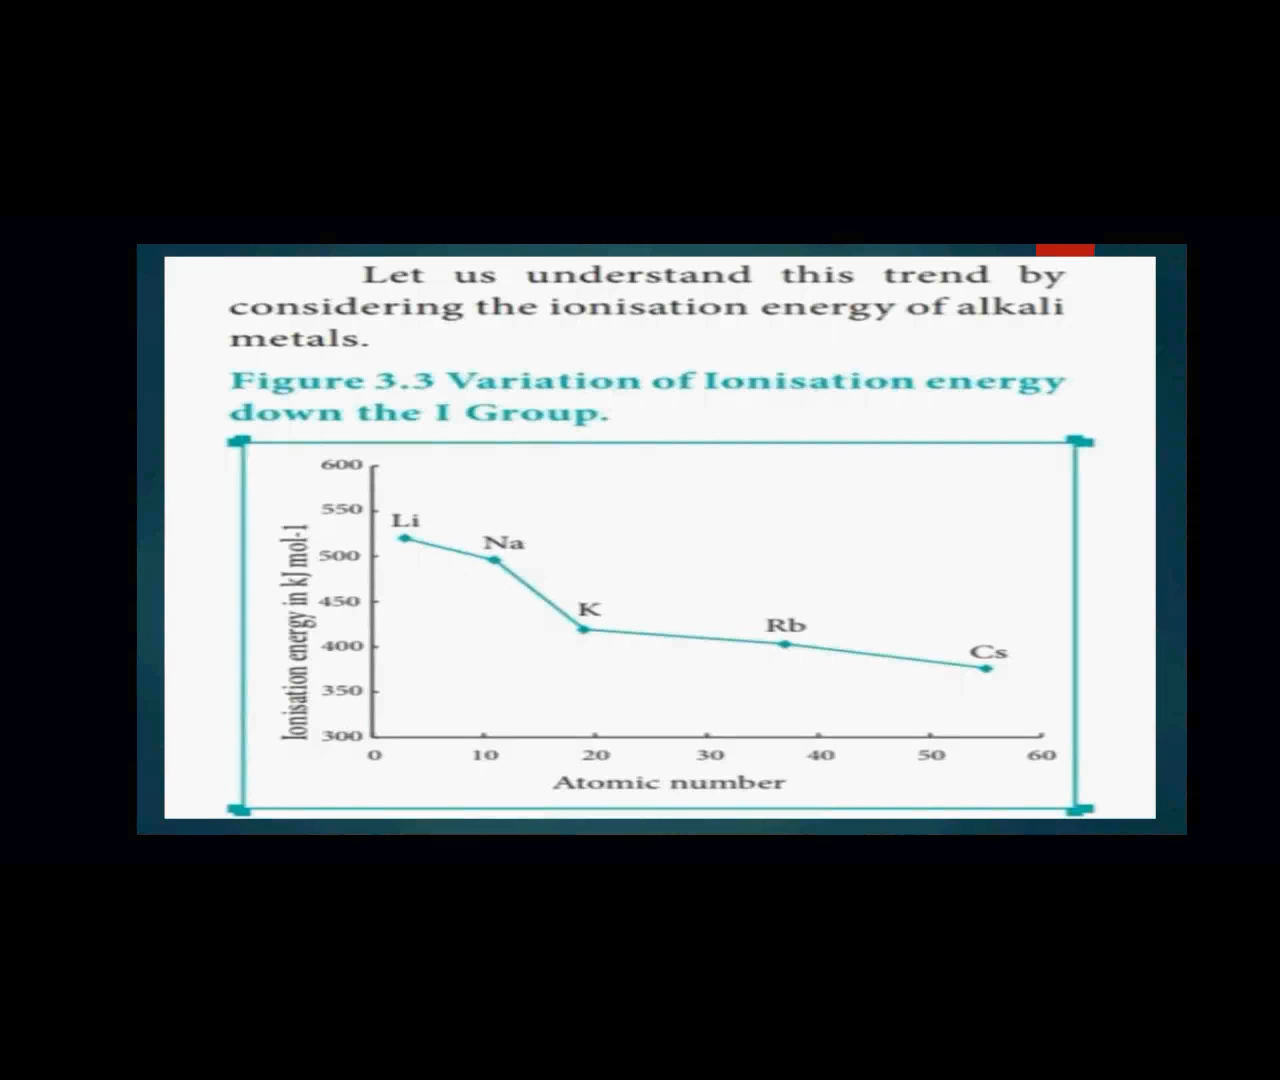 Let us understand this trend by
considering the ionisation energy of alkali
metals.
Figure 3.3 Variation of Ionisation energy
down the I Group.
Ionisation energy in kJ mol-1
600
550
500
450
400
350
300
Li
Na
K
Rb
Cs
0 10 20 30 40 50 60
Atomic number